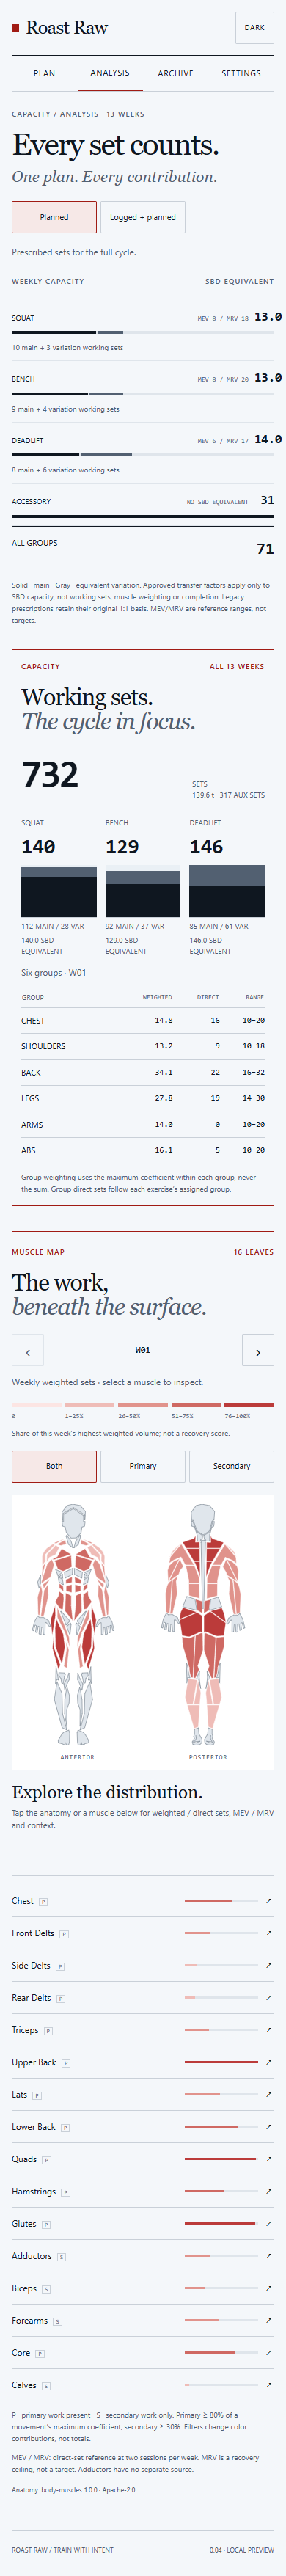 Roast Raw
DARK
PLAN
ANALYSIS
ARCHIVE
SETTINGS
CAPACITY / ANALYSIS · 13 WEEKS
Every set counts.
One plan. Every contribution.
Planned
Logged + planned
Prescribed sets for the full cycle.
WEEKLY CAPACITY
SBD EQUIVALENT
SQUAT
MEV 8 / MRV 18 13.0
10 main + 3 variation working sets
BENCH
MEV 8 / MRV 20 13.0
9 main + 4 variation working sets
DEADLIFT
MEV 6 / MRV 17 14.0
8 main + 6 variation working sets
ACCESSORY
NO SBD EQUIVALENT 31
ALL GROUPS
71
Solid · main · Gray · equivalent variation. Approved transfer factors apply only to
SBD capacity, not working sets, muscle weighting or completion. Legacy
prescriptions retain their original 1:1 basis. MEV/MRV are reference ranges, not
targets.
CAPACITY
ALL 13 WEEKS
Working sets.
The cycle in focus.
732
SETS
139.6 t · 317 AUX SETS
SQUAT
BENCH
DEADLIFT
140
129
146
112 MAIN / 28 VAR
92 MAIN / 37 VAR
85 MAIN / 61 VAR
140.0 SBD
EQUIVALENT
129.0 SBD
EQUIVALENT
146.0 SBD
EQUIVALENT
Six groups · W01
GROUP WEIGHTED DIRECT RANGE
CHEST 14.8 16 10–20
SHOULDERS 13.2 9 10–18
BACK 34.1 22 16–32
LEGS 27.8 19 14–30
ARMS 14.0 0 10–20
ABS 16.1 5 10–20
Group weighting uses the maximum coefficient within each group, never
the sum. Group direct sets follow each exercise's assigned group.
MUSCLE MAP
16 LEAVES
The work,
beneath the surface.
‹
W01
›
Weekly weighted sets · select a muscle to inspect.
0 1–25% 26–50% 51–75% 76–100%
Share of this week's highest weighted volume; not a recovery score.
Both
Primary
Secondary
ANTERIOR
POSTERIOR
Explore the distribution.
Tap the anatomy or a muscle below for weighted / direct sets, MEV / MRV
and context.
Chest P ↗
Front Delts P ↗
Side Delts P ↗
Rear Delts P ↗
Triceps P ↗
Upper Back P ↗
Lats P ↗
Lower Back P ↗
Quads P ↗
Hamstrings P ↗
Glutes P ↗
Adductors S ↗
Biceps S ↗
Forearms S ↗
Core P ↗
Calves S ↗
P · primary work present S · secondary work only. Primary ≥ 80% of a
movement's maximum coefficient; secondary ≥ 30%. Filters change color
contributions, not totals.
MEV / MRV: direct-set reference at two sessions per week. MRV is a recovery
ceiling, not a target. Adductors have no separate source.
Anatomy: body-muscles 1.0.0 · Apache-2.0
ROAST RAW / TRAIN WITH INTENT
0.04 · LOCAL PREVIEW